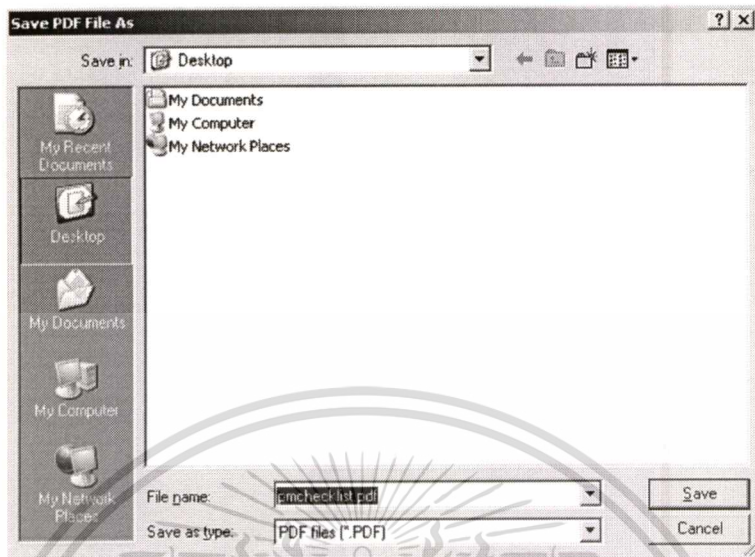 Save PDF File As
Save in: Desktop
My Recent
Documents
Desktop
My Documents
My Computer
My Network
Places
My Documents
My Computer
My Network Places
File name: pmchecklist.pdf
Save as type: PDF files (*.PDF)
Save
Cancel